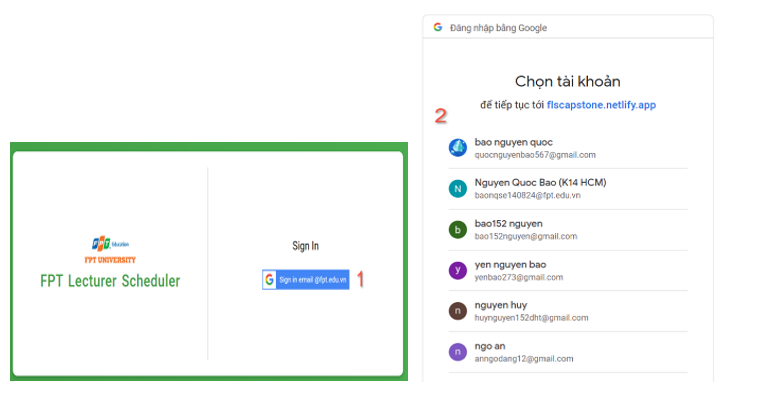 FPT Education
FPT UNIVERSITY
FPT Lecturer Scheduler
Sign In
G Sign in email @fpt.edu.vn
1
G Đăng nhập bằng Google
Chọn tài khoản
để tiếp tục tới flscapstone.netlify.app
2
bao nguyen quoc
quocnguyenbao567@gmail.com
N
Nguyen Quoc Bao (K14 HCM)
baonqse140824@fpt.edu.vn
b
bao152 nguyen
bao152nguyen@gmail.com
y
yen nguyen bao
yenbao273@gmail.com
n
nguyen huy
huynguyen152dht@gmail.com
n
ngo an
anngodang12@gmail.com